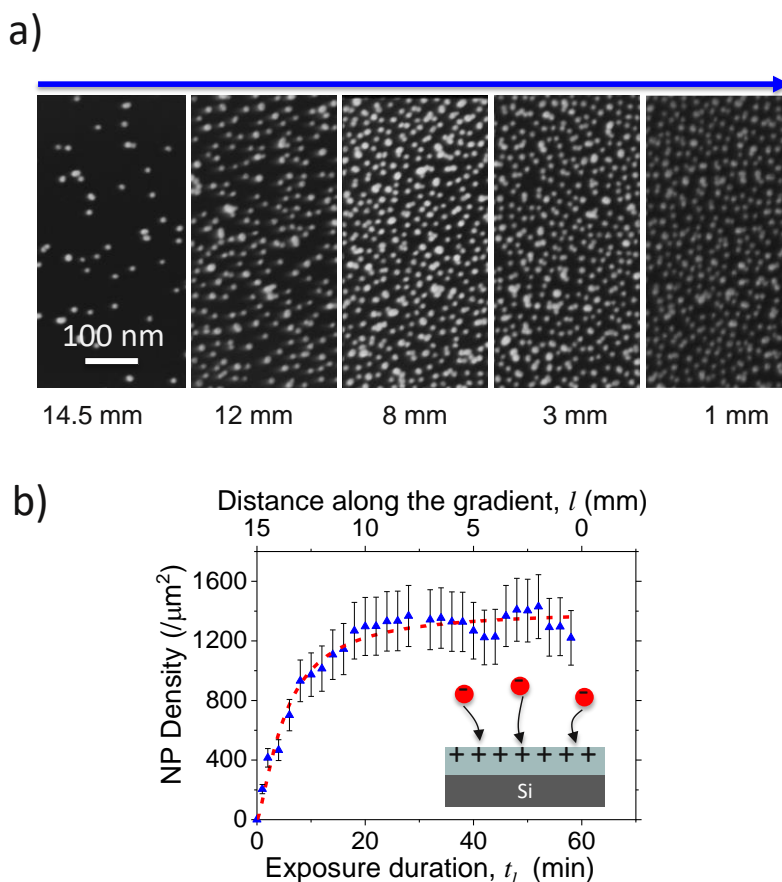 a)
100 nm
14.5 mm 12 mm 8 mm 3 mm 1 mm
b)
Distance along the gradient, l (mm)
15 10 5 0
NP Density (/μm²)
1600
1200
800
400
0
- - -
+ + + + + + +
Si
0 20 40 60
Exposure duration, t_l (min)